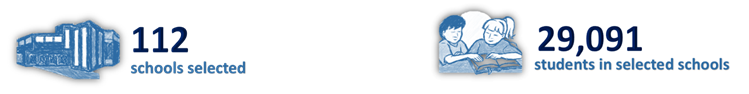 112
schools selected
29,091
students in selected schools